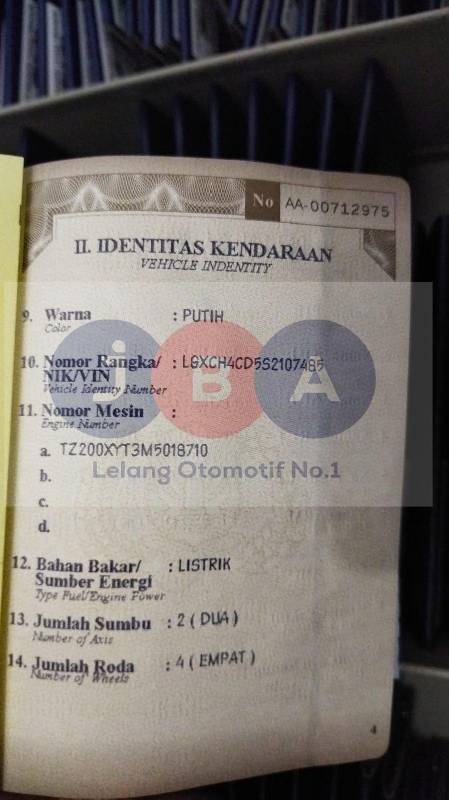 No AA-00712975
II. IDENTITAS KENDARAAN
VEHICLE INDENTITY
9. Warna : PUTIH
Color
10. Nomor Rangka/ : LGXCH4CD5S2107485
NIK/VIN
Vehicle Identity Number
11. Nomor Mesin :
Engine Number
a. TZ200XYT3M5018710
b.
c.
d.
12. Bahan Bakar/ : LISTRIK
Sumber Energi
Type Fuel/Engine Power
13. Jumlah Sumbu : 2 ( DUA )
Number of Axis
14. Jumlah Roda : 4 ( EMPAT )
Number of Wheels
4
JBA
Lelang Otomotif No.1